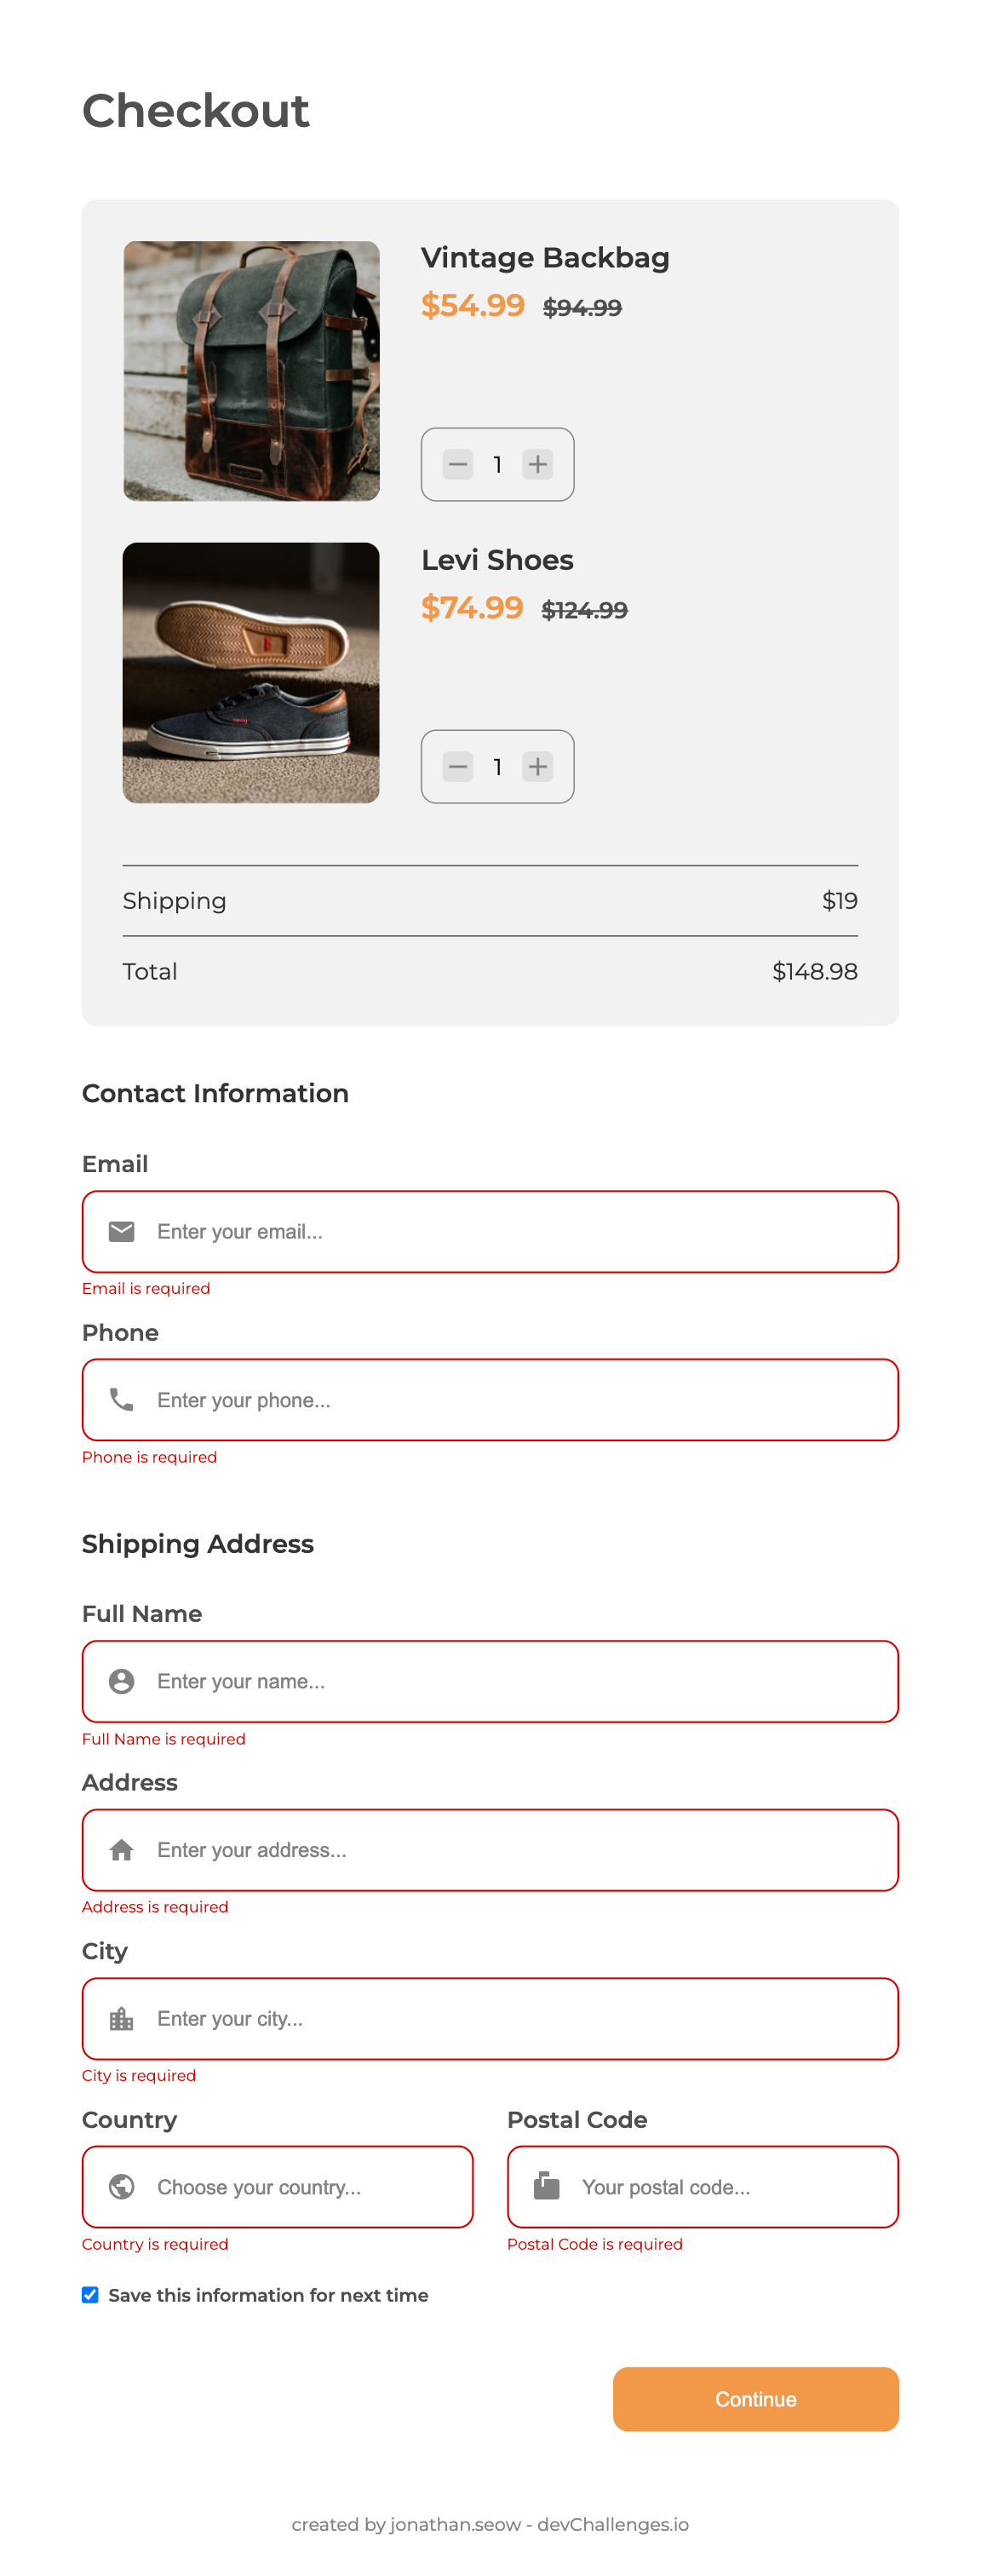 Checkout
Vintage Backbag
$54.99 $94.99
1
Levi Shoes
$74.99 $124.99
1
Shipping $19
Total $148.98
Contact Information
Email
Enter your email...
Email is required
Phone
Enter your phone...
Phone is required
Shipping Address
Full Name
Enter your name...
Full Name is required
Address
Enter your address...
Address is required
City
Enter your city...
City is required
Country Postal Code
Choose your country... Your postal code...
Country is required Postal Code is required
Save this information for next time
Continue
created by jonathan.seow - devChallenges.io